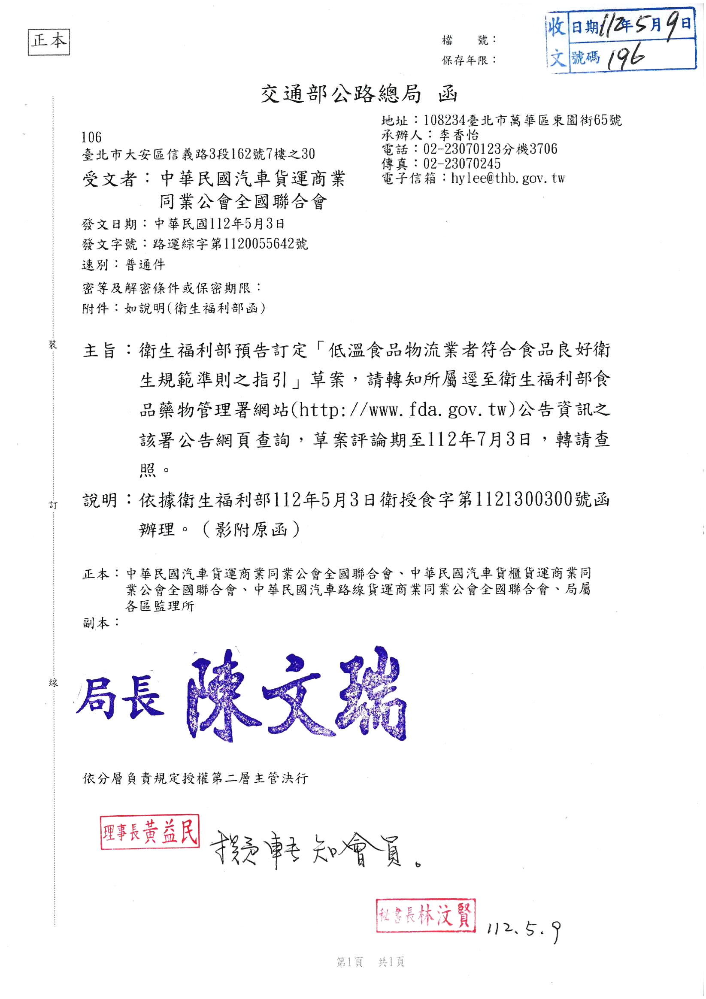 正本
檔　　號：
保存年限：
收文
日期112年5月9日
號碼 196
交通部公路總局　函
地址：108234臺北市萬華區東園街65號
承辦人：李香怡
電話：02-23070123分機3706
傳真：02-23070245
電子信箱：hylee@thb.gov.tw
106
臺北市大安區信義路3段162號7樓之30
受文者：中華民國汽車貨運商業
同業公會全國聯合會
發文日期：中華民國112年5月3日
發文字號：路運綜字第1120055642號
速別：普通件
密等及解密條件或保密期限：
附件：如說明(衛生福利部函)
主旨：衛生福利部預告訂定「低溫食品物流業者符合食品良好衛
生規範準則之指引」草案，請轉知所屬逕至衛生福利部食
品藥物管理署網站(http://www.fda.gov.tw)公告資訊之
該署公告網頁查詢，草案評論期至112年7月3日，轉請查
照。
說明：依據衛生福利部112年5月3日衛授食字第1121300300號函
辦理。（影附原函）
正本：中華民國汽車貨運商業同業公會全國聯合會、中華民國汽車貨櫃貨運商業同
業公會全國聯合會、中華民國汽車路線貨運商業同業公會全國聯合會、局屬
各區監理所
副本：
局長 陳文瑞
依分層負責規定授權第二層主管決行
理事長黃益民
擬轉知會員。
秘書長林汶賢
112.5.9
第1頁　共1頁
裝
訂
線